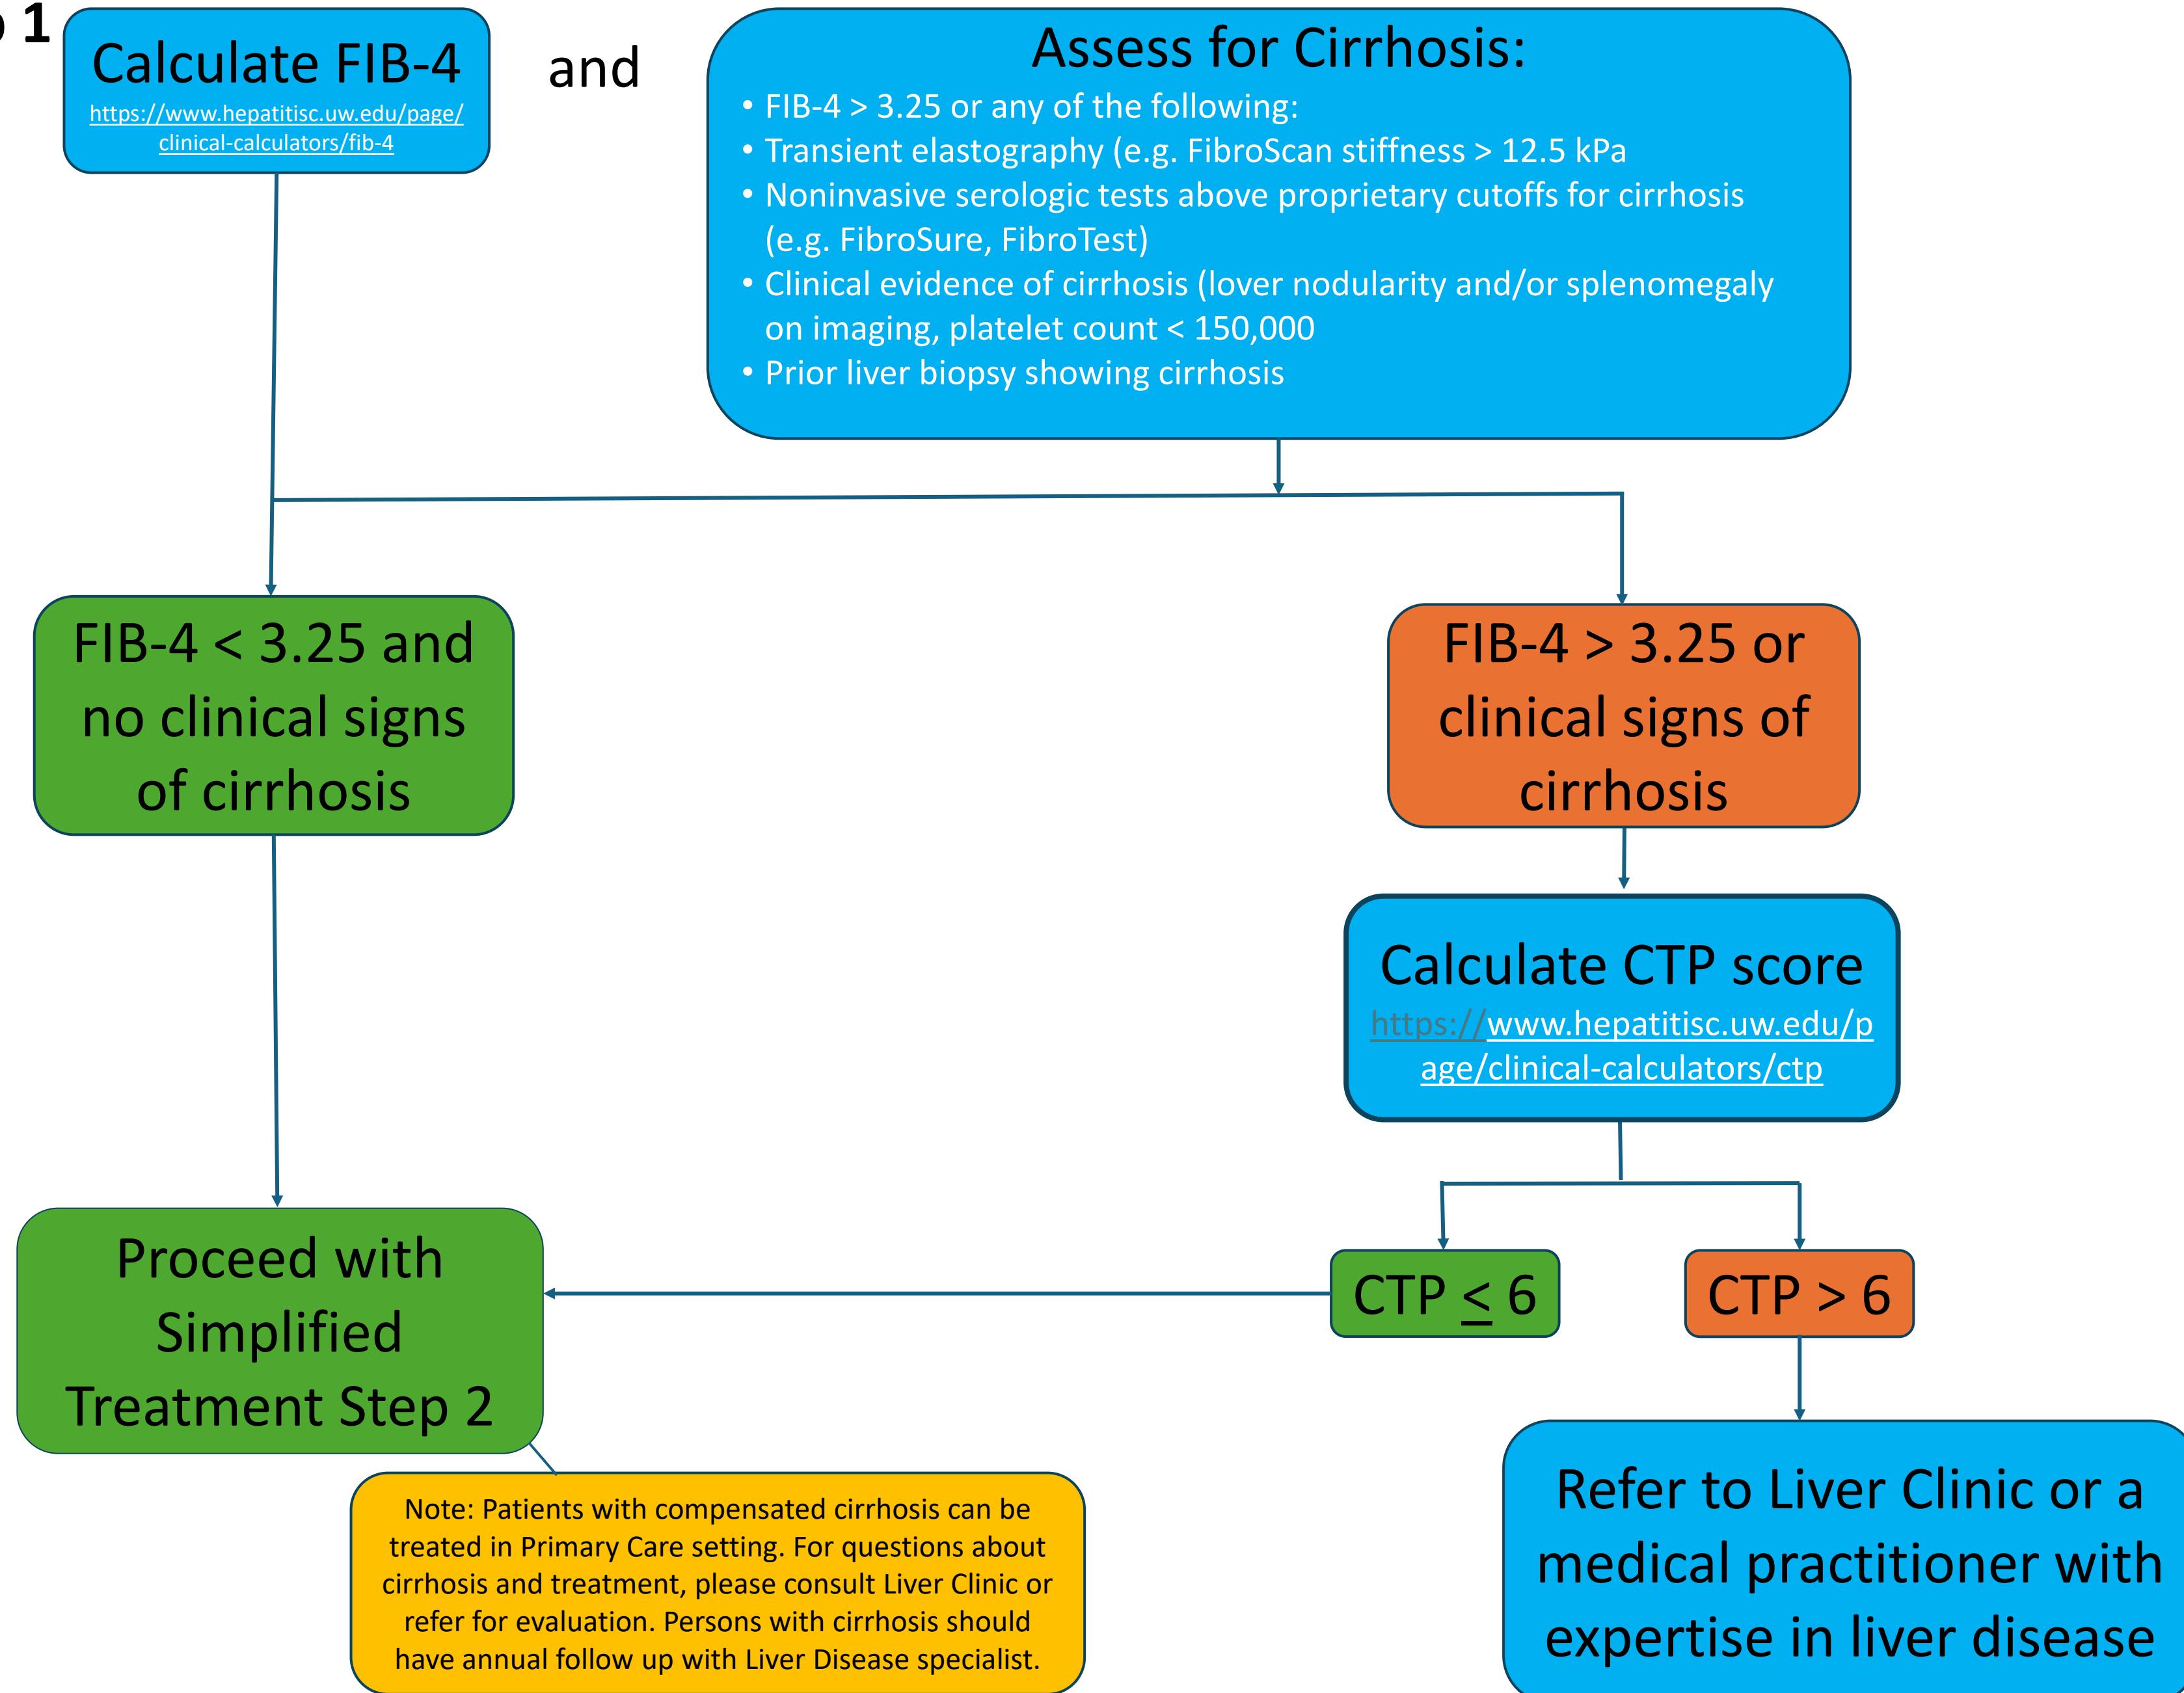 1
Calculate FIB-4
https://www.hepatitisc.uw.edu/page/
clinical-calculators/fib-4
and
Assess for Cirrhosis:
• FIB-4 > 3.25 or any of the following:
• Transient elastography (e.g. FibroScan stiffness > 12.5 kPa
• Noninvasive serologic tests above proprietary cutoffs for cirrhosis
(e.g. FibroSure, FibroTest)
• Clinical evidence of cirrhosis (lover nodularity and/or splenomegaly
on imaging, platelet count < 150,000
• Prior liver biopsy showing cirrhosis
FIB-4 < 3.25 and
no clinical signs
of cirrhosis
FIB-4 > 3.25 or
clinical signs of
cirrhosis
Calculate CTP score
https://www.hepatitisc.uw.edu/p
age/clinical-calculators/ctp
CTP ≤ 6
CTP > 6
Proceed with
Simplified
Treatment Step 2
Note: Patients with compensated cirrhosis can be
treated in Primary Care setting. For questions about
cirrhosis and treatment, please consult Liver Clinic or
refer for evaluation. Persons with cirrhosis should
have annual follow up with Liver Disease specialist.
Refer to Liver Clinic or a
medical practitioner with
expertise in liver disease